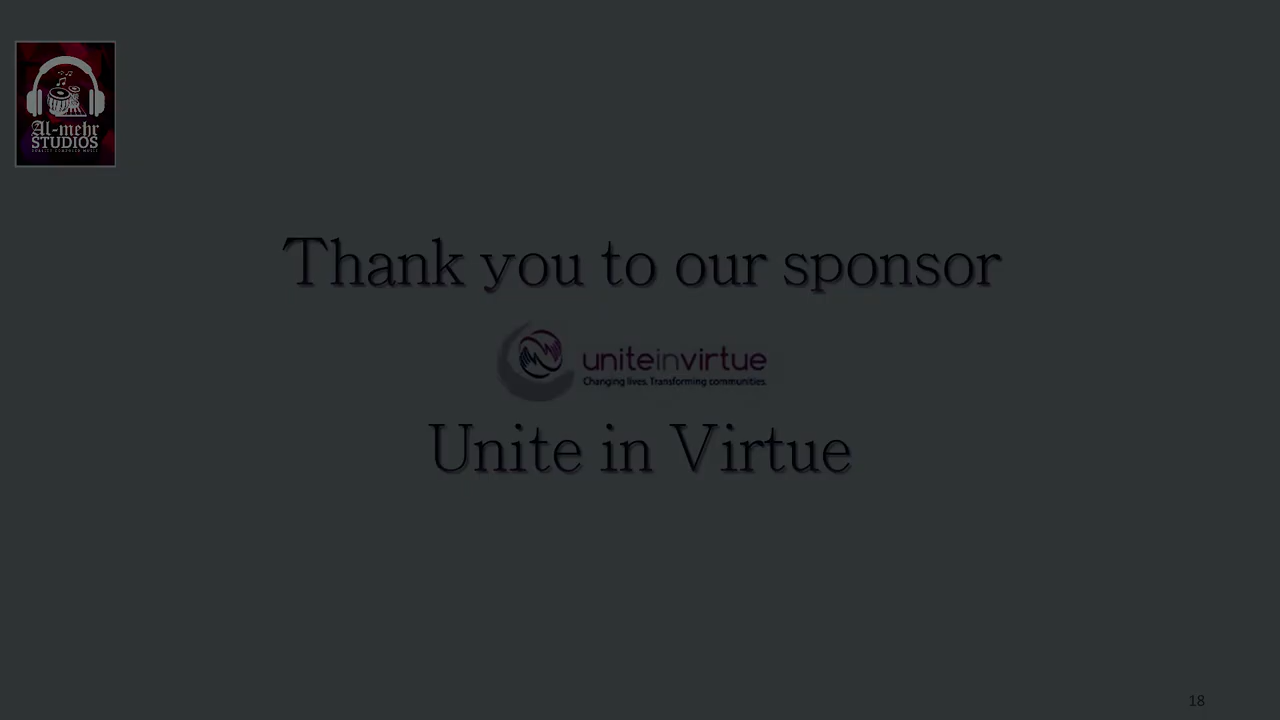 Al-mehr
STUDIOS
Thank you to our sponsor
uniteinvirtue
Changing lives. Transforming communities.
Unite in Virtue
18